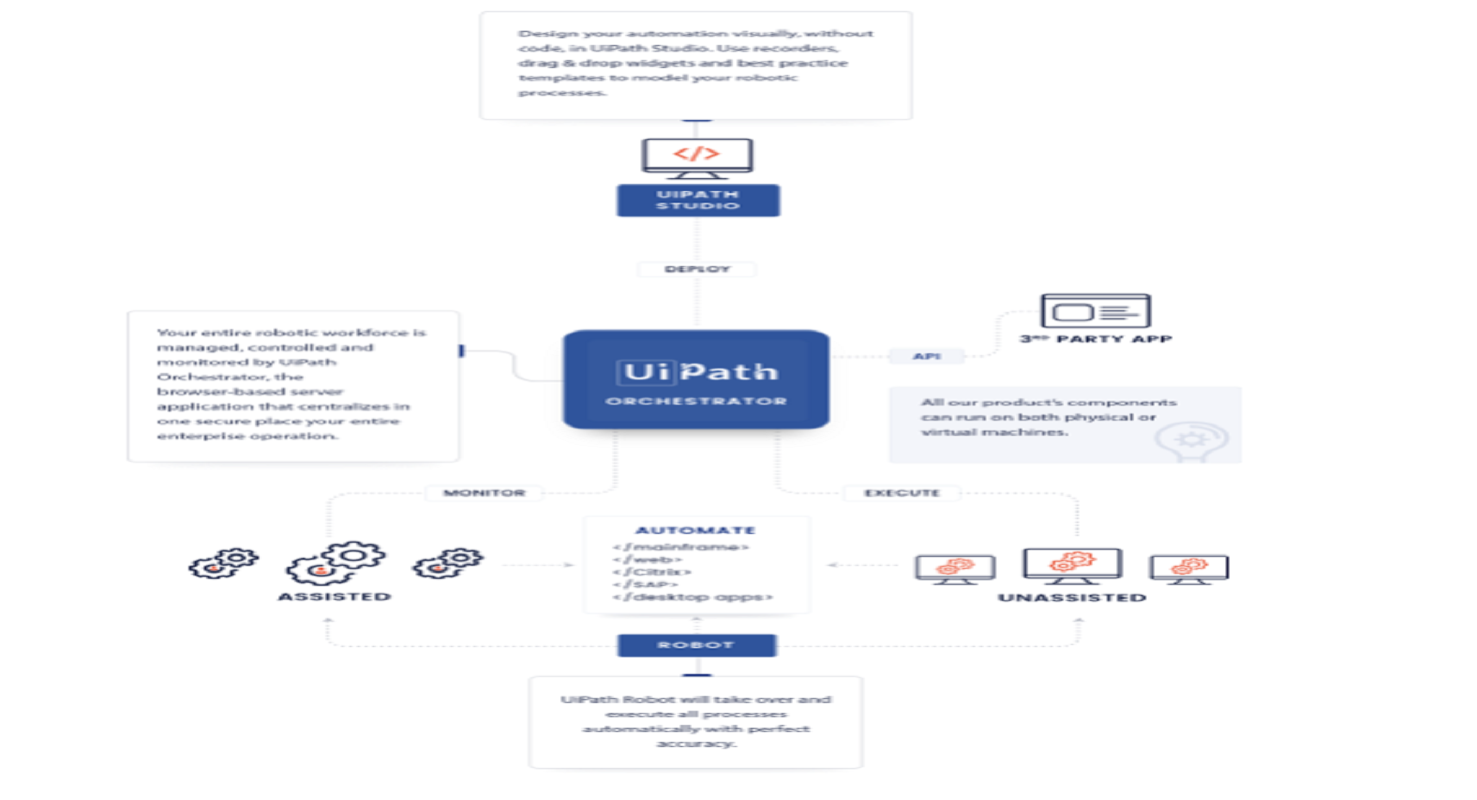 Design your automation visually, without
code, in UiPath Studio. Use recorders,
drag & drop widgets and best practice
templates to model your robotic
processes.
</>
UIPATH
STUDIO
DEPLOY
Your entire robotic workforce is
managed, controlled and
monitored by UiPath
Orchestrator, the
browser-based server
application that centralizes in
one secure place your entire
enterprise operation.
UiPath
ORCHESTRATOR
API
3RD PARTY APP
All our product's components
can run on both physical or
virtual machines.
MONITOR
EXECUTE
ASSISTED
AUTOMATE
</mainframe>
</web>
</Citrix>
</SAP>
</desktop apps>
UNASSISTED
ROBOT
UiPath Robot will take over and
execute all processes
automatically with perfect
accuracy.